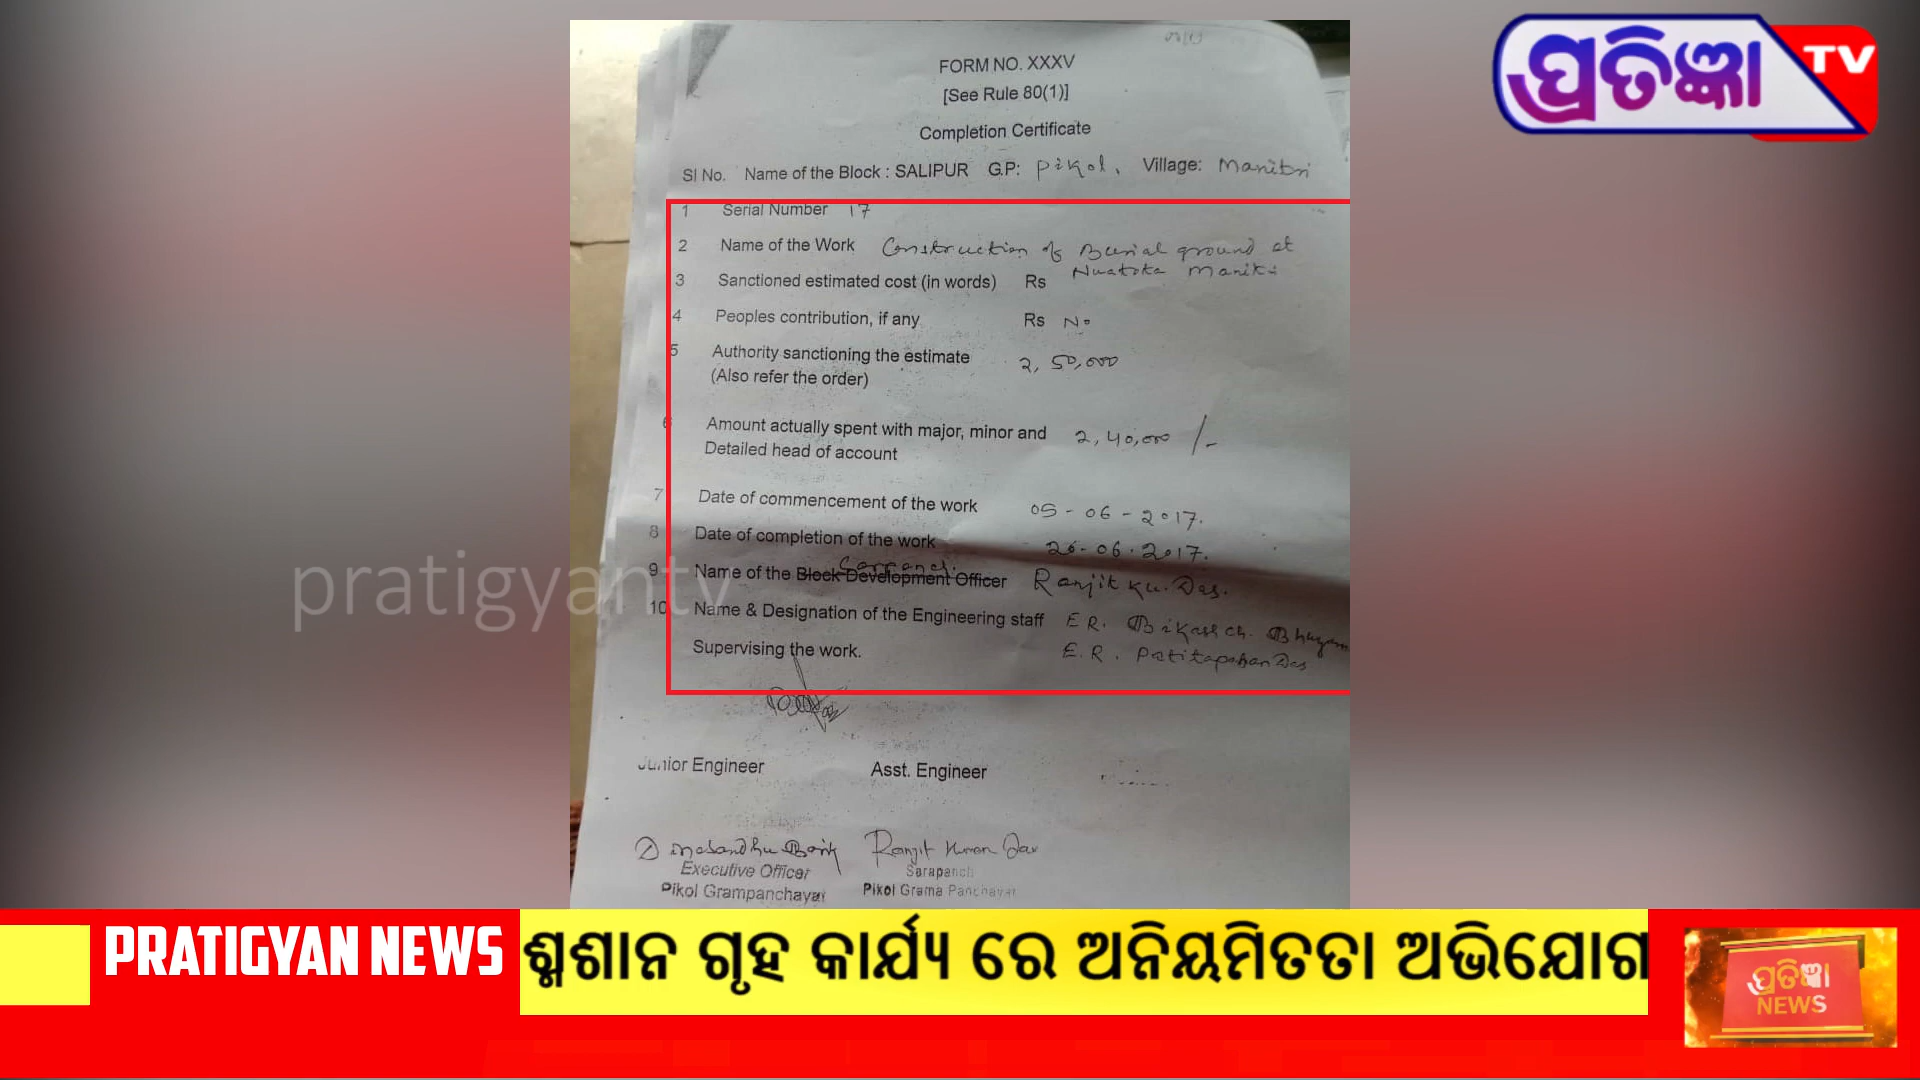 ପ୍ରତିଜ୍ଞା TV
FORM NO. XXXV
[See Rule 80(1)]
Completion Certificate
Sl No. Name of the Block : SALIPUR G.P: Pikol, Village: Manitri
1 Serial Number 17
2 Name of the Work Construction of Burial ground at
3 Sanctioned estimated cost (in words) Rs
4 Peoples contribution, if any Rs No
5 Authority sanctioning the estimate 2,50,000
(Also refer the order)
6 Amount actually spent with major, minor and 2,40,000 /-
Detailed head of account
7 Date of commencement of the work 05-06-2017.
8 Date of completion of the work 26-06-2017.
9 Name of the Block Development Officer Ranjit Ku. Das.
10 Name & Designation of the Engineering staff ER. Bikash ch. Bhuyan
Supervising the work. E.R. Patitapaban Das
Junior Engineer Asst. Engineer
Ranjit Kumar Das
Executive Officer Sarapanch
Pikol Grampanchayat Pikol Grama Panchayat
pratigyantv
PRATIGYAN NEWS ଶ୍ମଶାନ ଗୃହ କାର୍ଯ୍ୟ ରେ ଅନିୟମିତତା ଅଭିଯୋଗ
ପ୍ରତିଜ୍ଞା
NEWS